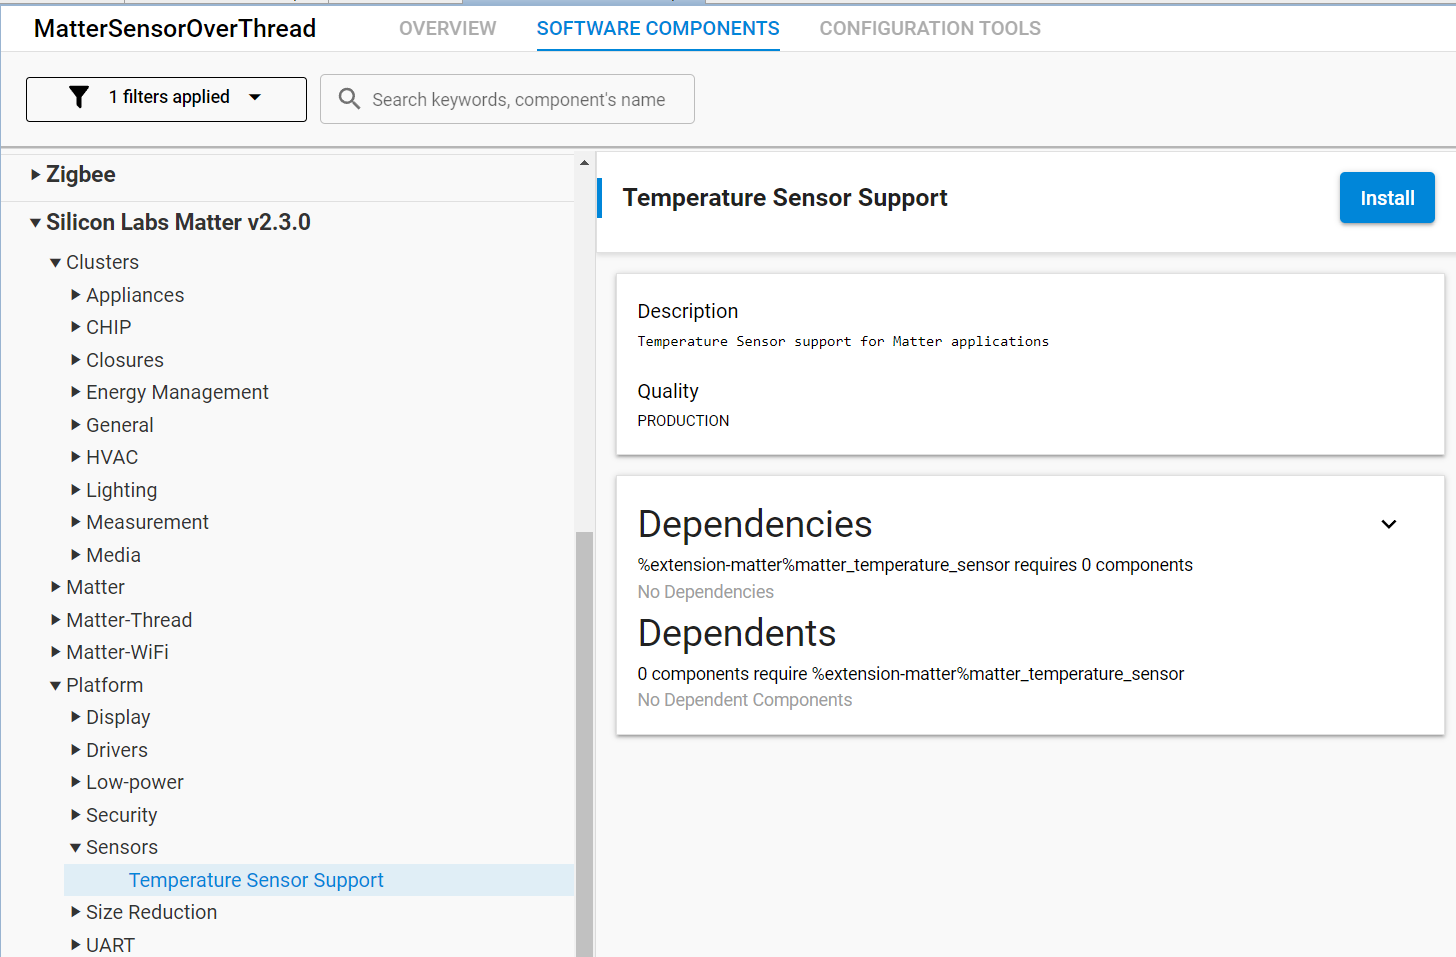 MatterSensorOverThread
OVERVIEW
SOFTWARE COMPONENTS
CONFIGURATION TOOLS
1 filters applied
Search keywords, component's name
Zigbee
Silicon Labs Matter v2.3.0
Clusters
Appliances
CHIP
Closures
Energy Management
General
HVAC
Lighting
Measurement
Media
Matter
Matter-Thread
Matter-WiFi
Platform
Display
Drivers
Low-power
Security
Sensors
Temperature Sensor Support
Size Reduction
UART
Temperature Sensor Support
Install
Description
Temperature Sensor support for Matter applications
Quality
PRODUCTION
Dependencies
%extension-matter%matter_temperature_sensor requires 0 components
No Dependencies
Dependents
0 components require %extension-matter%matter_temperature_sensor
No Dependent Components